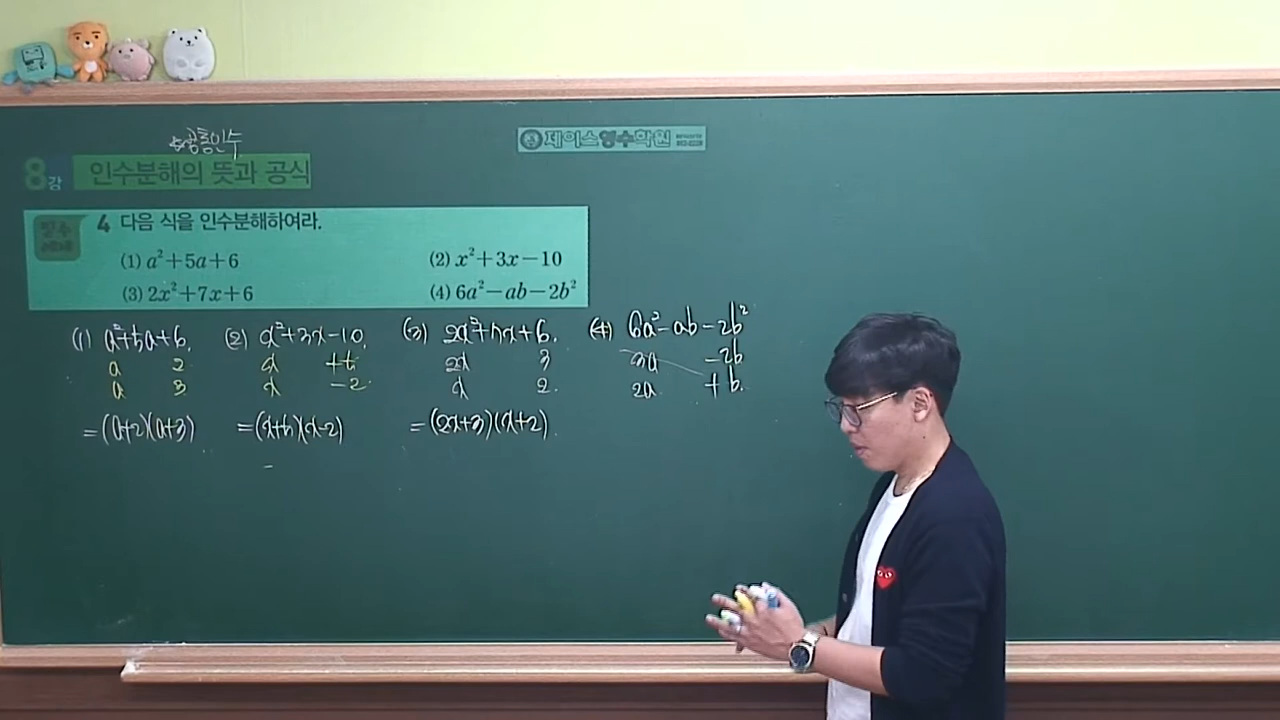 공통인수
제이스영수학원
8강 인수분해의 뜻과 공식
필수
4 다음 식을 인수분해하여라.
(1) a²+5a+6 (2) x²+3x−10
(3) 2x²+7x+6 (4) 6a²−ab−2b²
(1) a²+5a+6. (2) x²+3x−10. (3) 2x²+7x+6. (4) 6a²−ab−2b²
a 2 x +5 2x 3 3a −2b
a 3 x −2 x 2 2a +b
=(a+2)(a+3) =(x+5)(x−2) =(2x+3)(x+2)